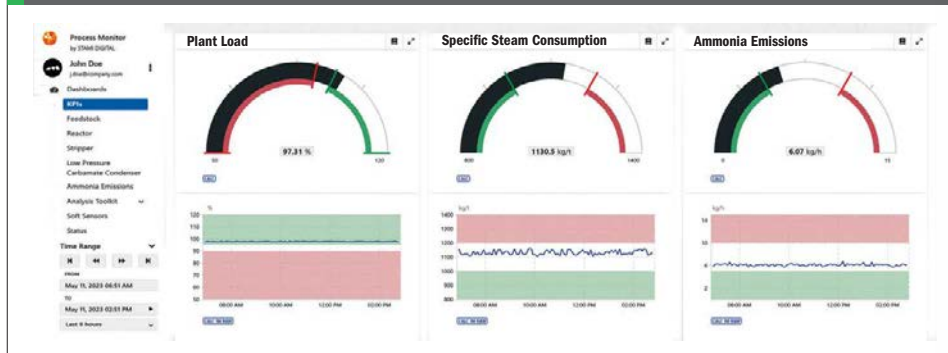 Process Monitor
by STAMI DIGITAL
John Doe
j.doe@company.com
Dashboards
KPIs
Feedstock
Reactor
Stripper
Low Pressure
Carbamate Condenser
Ammonia Emissions
Analysis Toolkit
Soft Sensors
Status
Time Range
FROM
May 11, 2023 06:51 AM
TO
May 11, 2023 02:51 PM
Last 8 hours
Plant Load
97.31 %
50
120
CALC
%
120
110
100
90
80
70
60
50
08:00 AM 10:00 AM 12:00 PM 02:00 PM
Specific Steam Consumption
1130.5 kg/t
800
1400
CALC
kg/t
1400
1300
1200
1100
1000
900
800
08:00 AM 10:00 AM 12:00 PM 02:00 PM
Ammonia Emissions
6.07 kg/h
0
15
CALC
kg/h
14
10
6
2
08:00 AM 10:00 AM 12:00 PM 02:00 PM